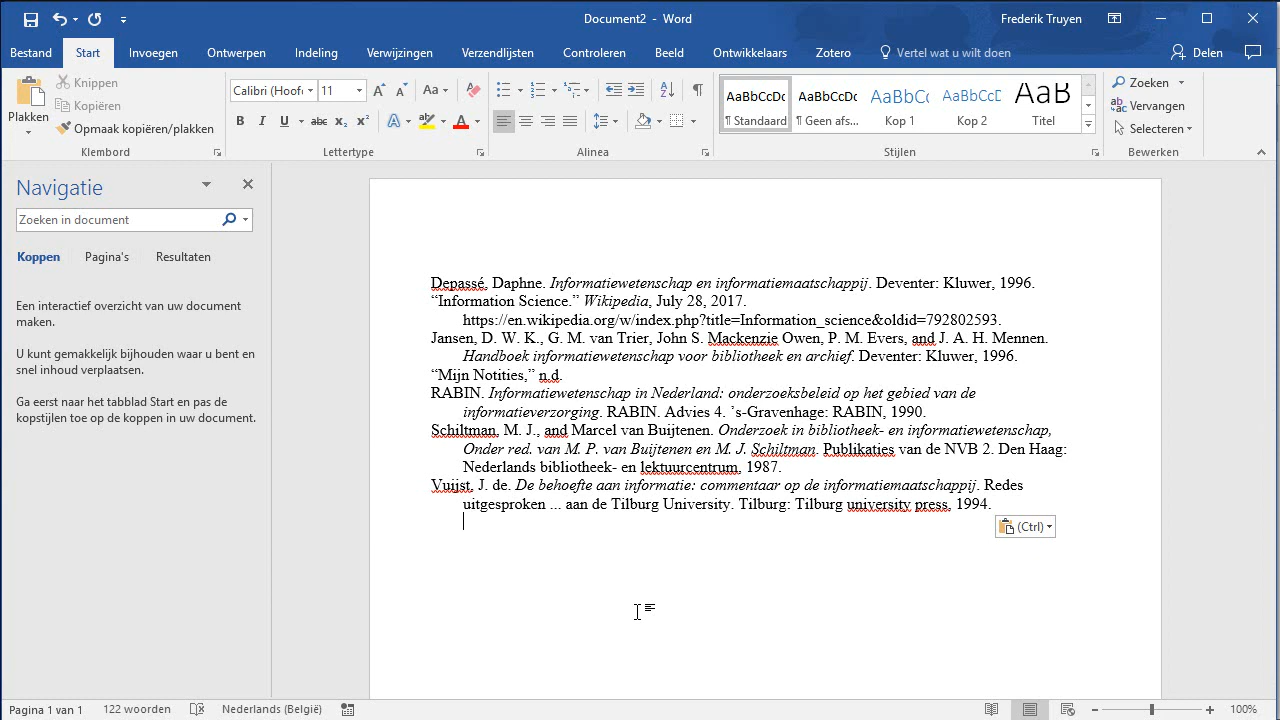 Document2 - Word
Frederik Truyen
Bestand Start Invoegen Ontwerpen Indeling Verwijzigingen Verzendlijsten Controleren Beeld Ontwikkelaars Zotero Vertel wat u wilt doen Delen
Plakken
Knippen
Kopiëren
Opmaak kopiëren/plakken
Klembord
Calibri (Hoof 11
Lettertype
Alinea
AaBbCcDc ¶ Standaard
AaBbCcDc ¶ Geen afs...
AaBbCc Kop 1
AaBbCcD Kop 2
AaB Titel
Stijlen
Zoeken
Vervangen
Selecteren
Bewerken
Navigatie
Zoeken in document
Koppen Pagina's Resultaten
Een interactief overzicht van uw document
maken.
U kunt gemakkelijk bijhouden waar u bent en
snel inhoud verplaatsen.
Ga eerst naar het tabblad Start en pas de
kopstijlen toe op de koppen in uw document.
Depassé, Daphne. Informatiewetenschap en informatiemaatschappij. Deventer: Kluwer, 1996.
“Information Science.” Wikipedia, July 28, 2017.
https://en.wikipedia.org/w/index.php?title=Information_science&oldid=792802593.
Jansen, D. W. K., G. M. van Trier, John S. Mackenzie Owen, P. M. Evers, and J. A. H. Mennen.
Handboek informatiewetenschap voor bibliotheek en archief. Deventer: Kluwer, 1996.
“Mijn Notities,” n.d.
RABIN. Informatiewetenschap in Nederland: onderzoeksbeleid op het gebied van de
informatieverzorging. RABIN. Advies 4. ’s-Gravenhage: RABIN, 1990.
Schiltman, M. J., and Marcel van Buijtenen. Onderzoek in bibliotheek- en informatiewetenschap,
Onder red. van M. P. van Buijtenen en M. J. Schiltman. Publikaties van de NVB 2. Den Haag:
Nederlands bibliotheek- en lektuurcentrum, 1987.
Vuijst, J. de. De behoefte aan informatie: commentaar op de informatiemaatschappij. Redes
uitgesproken ... aan de Tilburg University. Tilburg: Tilburg university press, 1994.
(Ctrl)
Pagina 1 van 1 122 woorden Nederlands (België) 100%